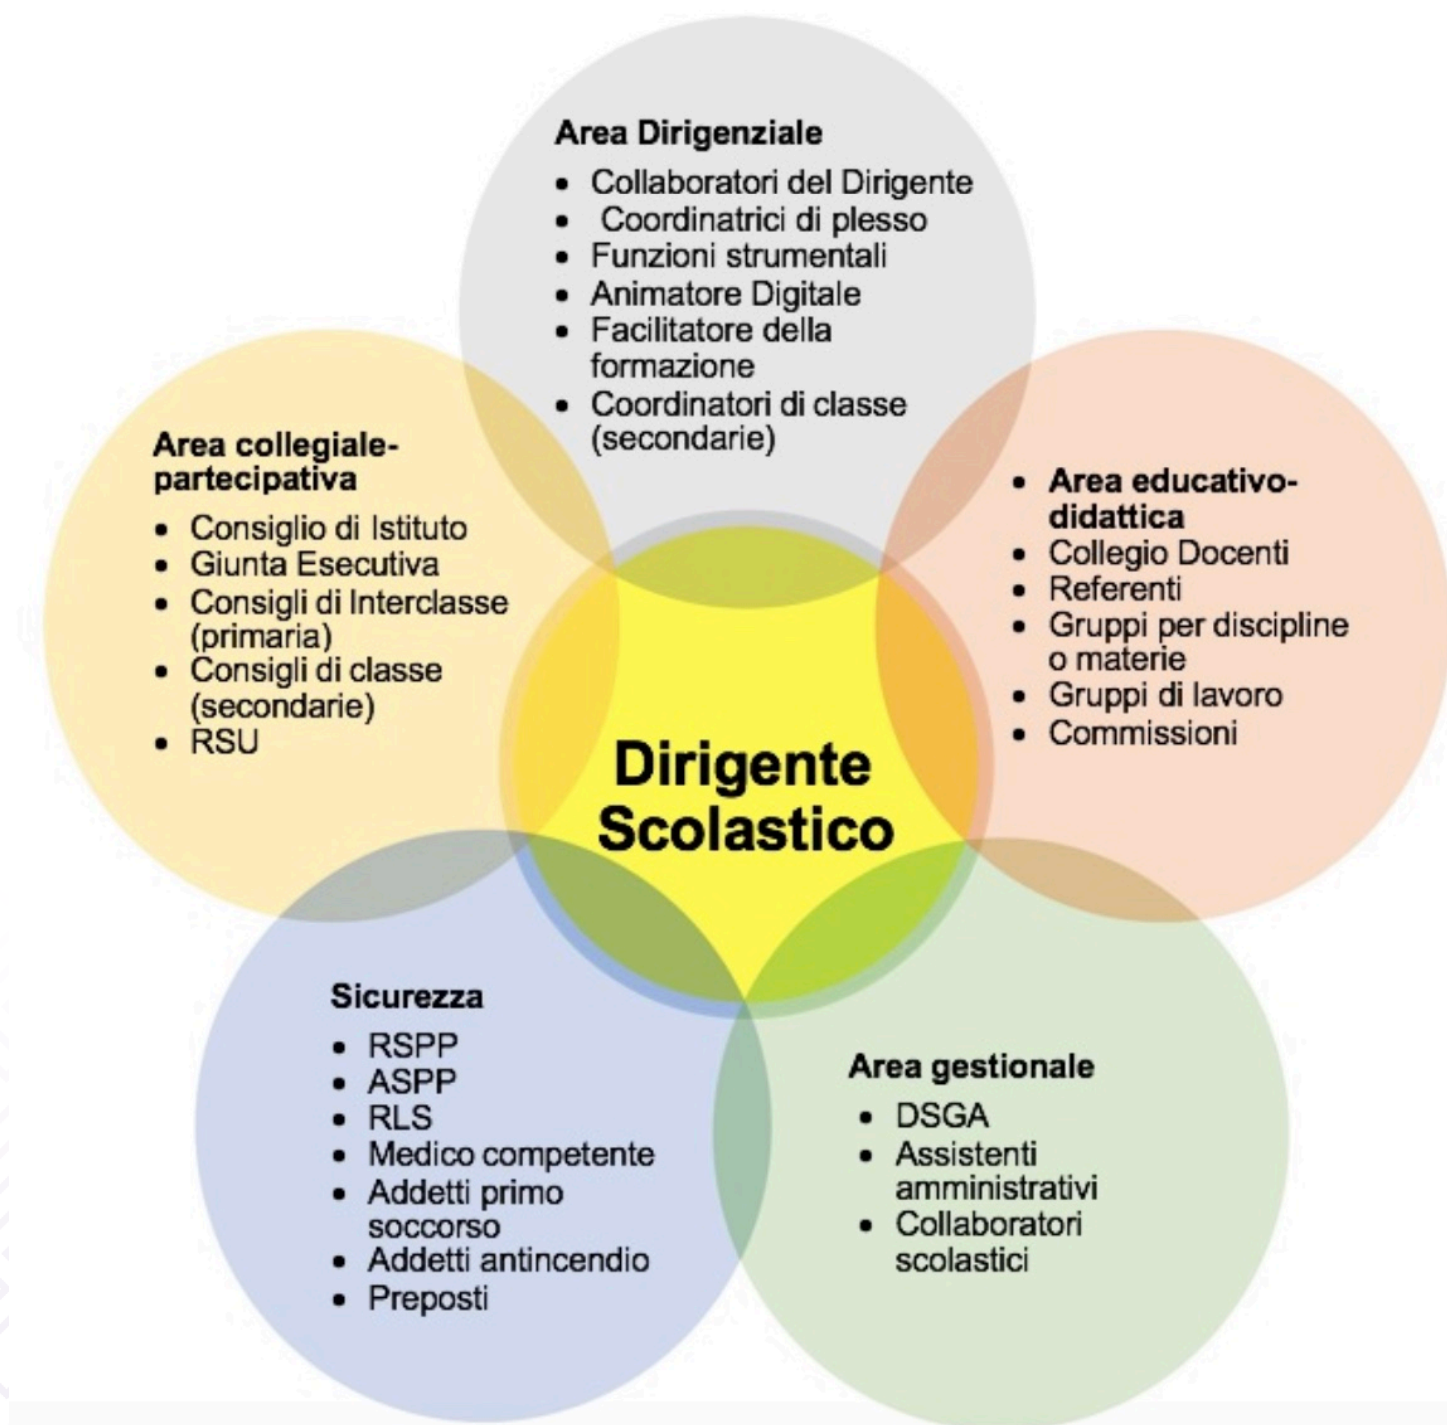 Area Dirigenziale
• Collaboratori del Dirigente
• Coordinatrici di plesso
• Funzioni strumentali
• Animatore Digitale
• Facilitatore della
formazione
• Coordinatori di classe
(secondarie)
Area collegiale-
partecipativa
• Consiglio di Istituto
• Giunta Esecutiva
• Consigli di Interclasse
(primaria)
• Consigli di classe
(secondarie)
• RSU
• Area educativo-
didattica
• Collegio Docenti
• Referenti
• Gruppi per discipline
o materie
• Gruppi di lavoro
• Commissioni
Dirigente
Scolastico
Sicurezza
• RSPP
• ASPP
• RLS
• Medico competente
• Addetti primo
soccorso
• Addetti antincendio
• Preposti
Area gestionale
• DSGA
• Assistenti
amministrativi
• Collaboratori
scolastici